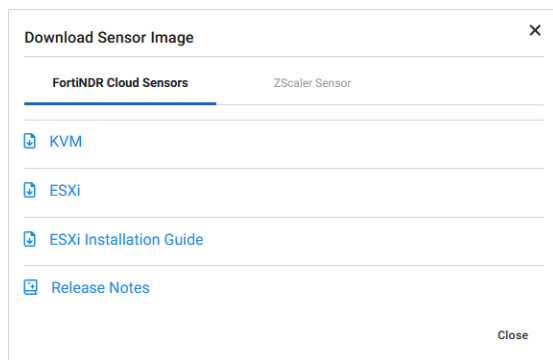 Download Sensor Image
FortiNDR Cloud Sensors
ZScaler Sensor
KVM
ESXi
ESXi Installation Guide
Release Notes
Close